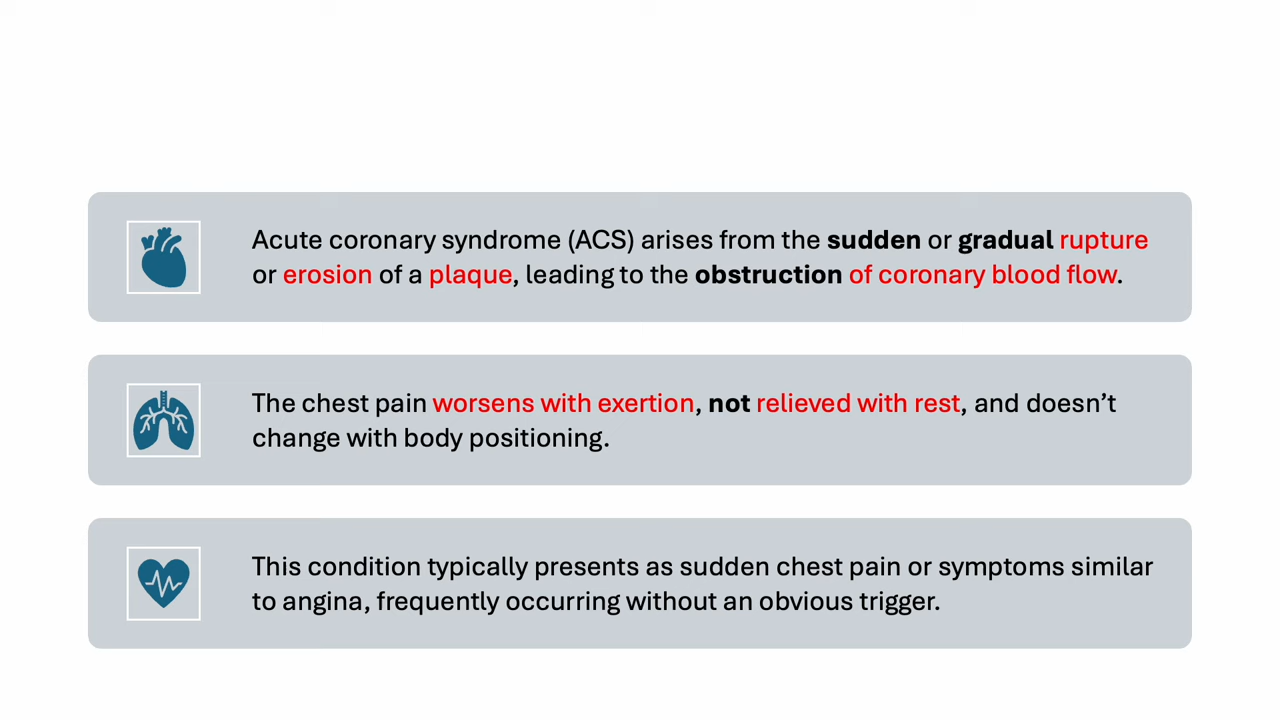 Acute coronary syndrome (ACS) arises from the sudden or gradual rupture
or erosion of a plaque, leading to the obstruction of coronary blood flow.
The chest pain worsens with exertion, not relieved with rest, and doesn’t
change with body positioning.
This condition typically presents as sudden chest pain or symptoms similar
to angina, frequently occurring without an obvious trigger.